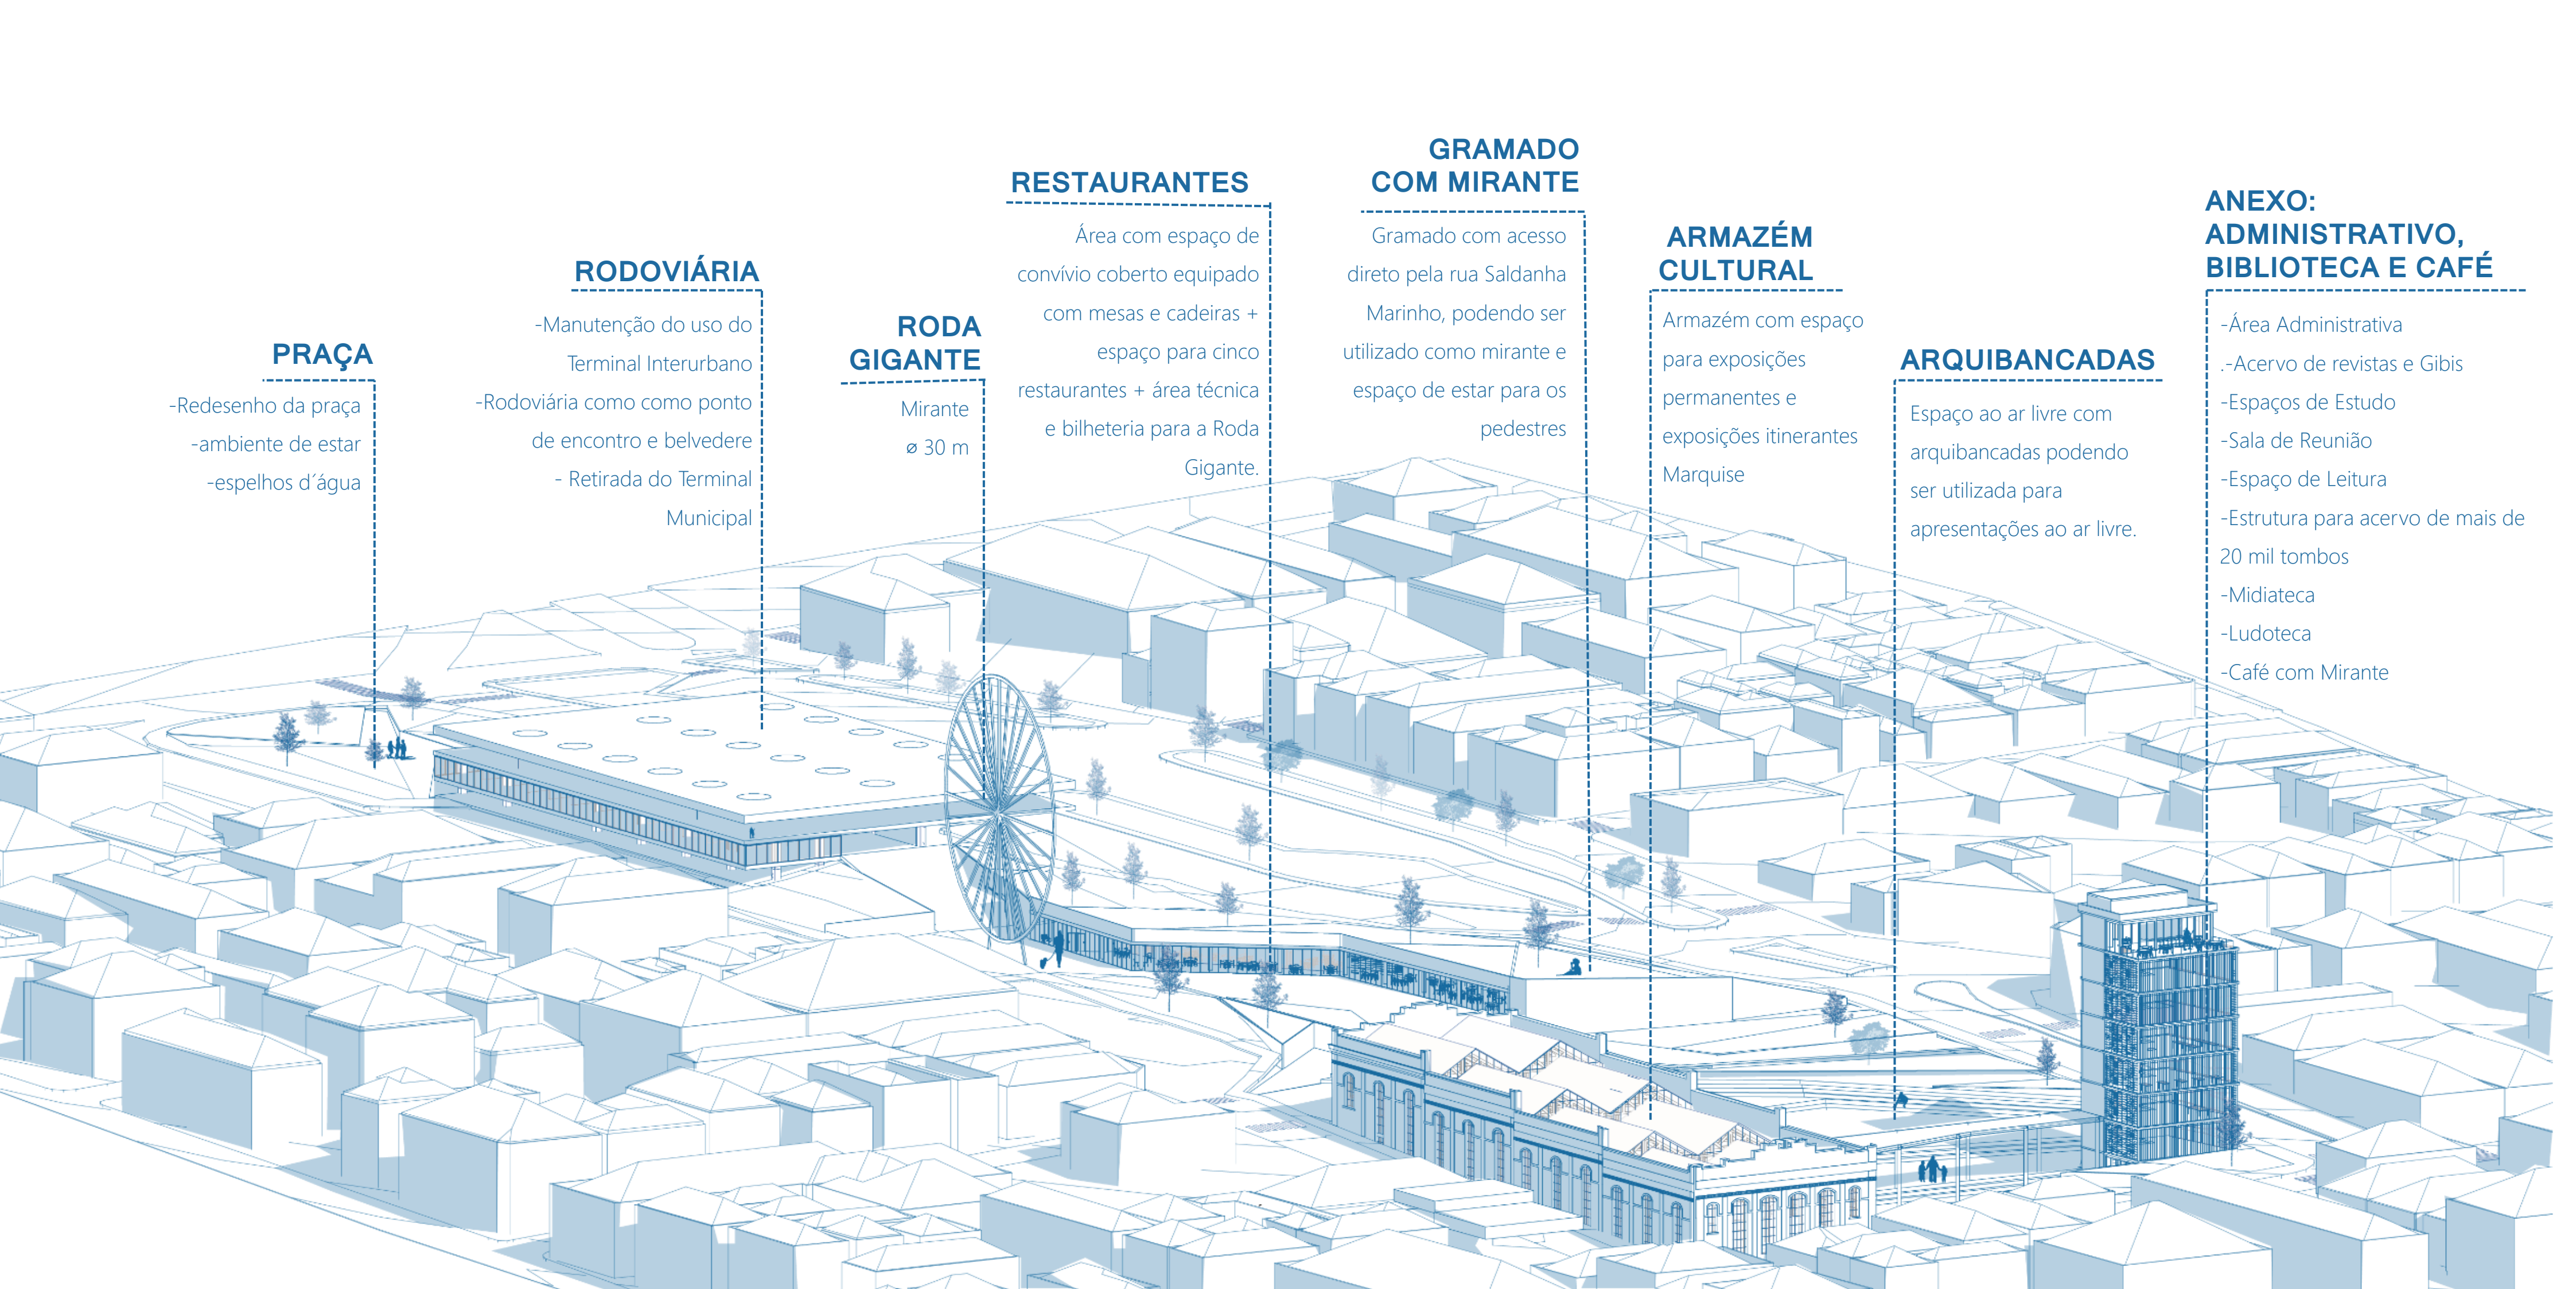 PRAÇA
-Redesenho da praça
-ambiente de estar
-espelhos d´água
RODOVIÁRIA
-Manutenção do uso do
Terminal Interurbano
-Rodoviária como como ponto
de encontro e belvedere
- Retirada do Terminal
Municipal
RODA
GIGANTE
Mirante
ø 30 m
RESTAURANTES
Área com espaço de
convívio coberto equipado
com mesas e cadeiras +
espaço para cinco
restaurantes + área técnica
e bilheteria para a Roda
Gigante.
GRAMADO
COM MIRANTE
Gramado com acesso
direto pela rua Saldanha
Marinho, podendo ser
utilizado como mirante e
espaço de estar para os
pedestres
ARMAZÉM
CULTURAL
Armazém com espaço
para exposições
permanentes e
exposições itinerantes
Marquise
ARQUIBANCADAS
Espaço ao ar livre com
arquibancadas podendo
ser utilizada para
apresentações ao ar livre.
ANEXO:
ADMINISTRATIVO,
BIBLIOTECA E CAFÉ
-Área Administrativa
.-Acervo de revistas e Gibis
-Espaços de Estudo
-Sala de Reunião
-Espaço de Leitura
-Estrutura para acervo de mais de
20 mil tombos
-Midiateca
-Ludoteca
-Café com Mirante